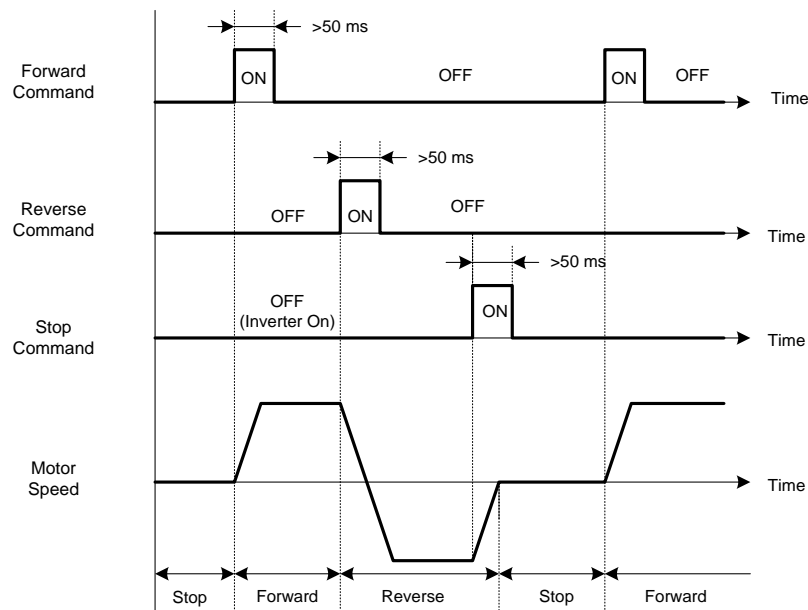 >50 ms
Forward
Command
ON
OFF
ON
OFF
Time
>50 ms
Reverse
Command
OFF
ON
OFF
Time
>50 ms
Stop
Command
OFF
(Inverter On)
ON
Time
Motor
Speed
Time
Stop
Forward
Reverse
Stop
Forward